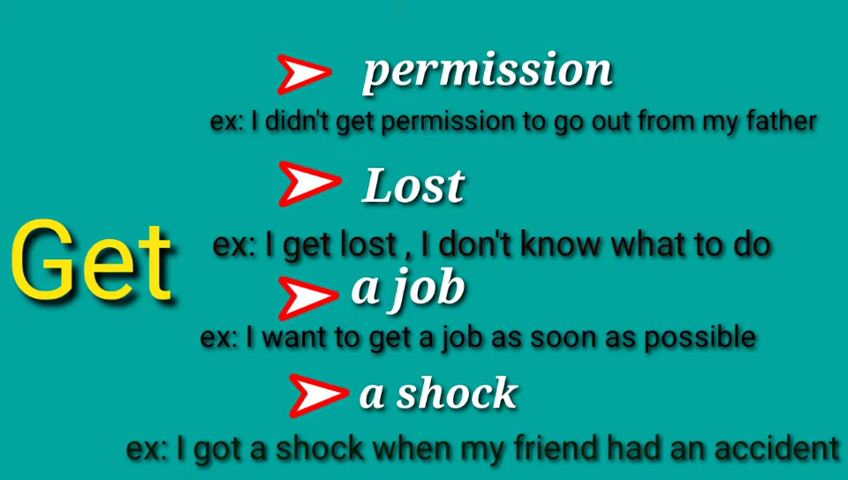 permission
ex: I didn't get permission to go out from my father
Lost
Get
ex: I get lost , I don't know what to do
a job
ex: I want to get a job as soon as possible
a shock
ex: I got a shock when my friend had an accident